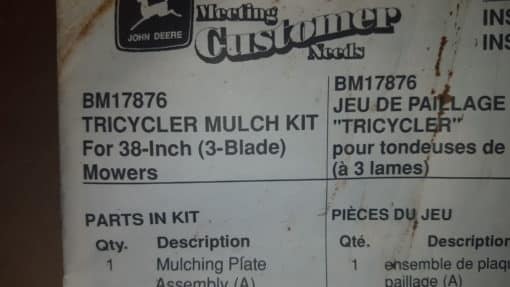 JOHN DEERE
Meeting
Customer
Needs
INS
INS
BM17876
TRICYCLER MULCH KIT
For 38-Inch (3-Blade)
Mowers
PARTS IN KIT
Qty. Description
1 Mulching Plate
Assembly (A)
BM17876
JEU DE PAILLAGE
"TRICYCLER"
pour tondeuses de
(à 3 lames)
PIÈCES DU JEU
Qté. Description
1 ensemble de plaq
paillage (A)